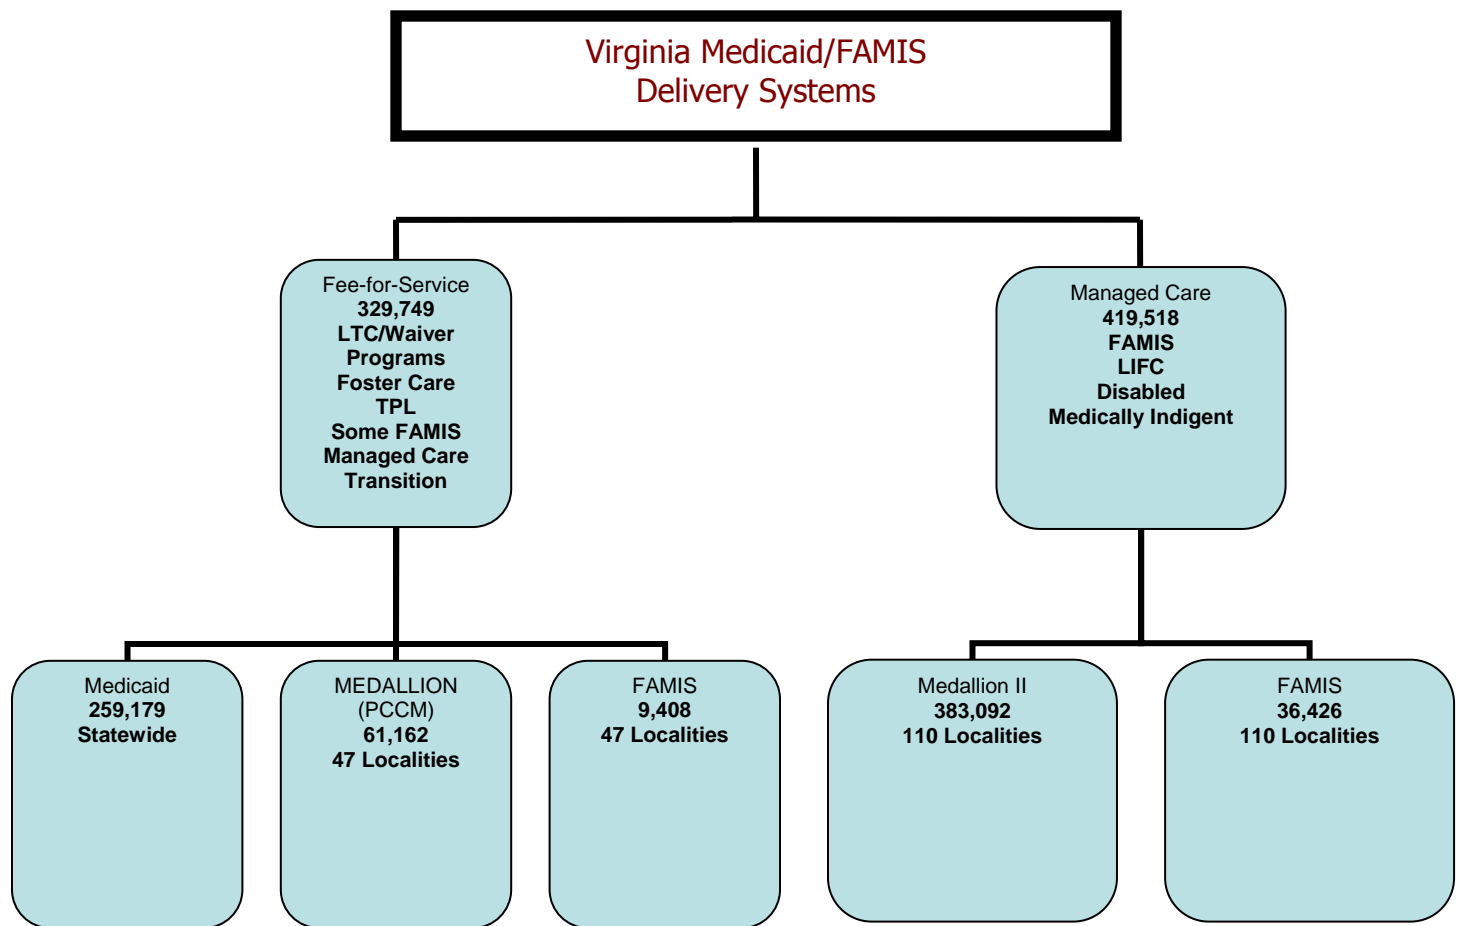 Virginia Medicaid/FAMIS
Delivery Systems
Fee-for-Service
329,749
LTC/Waiver
Programs
Foster Care
TPL
Some FAMIS
Managed Care
Transition
Managed Care
419,518
FAMIS
LIFC
Disabled
Medically Indigent
Medicaid
259,179
Statewide
MEDALLION
(PCCM)
61,162
47 Localities
FAMIS
9,408
47 Localities
Medallion II
383,092
110 Localities
FAMIS
36,426
110 Localities